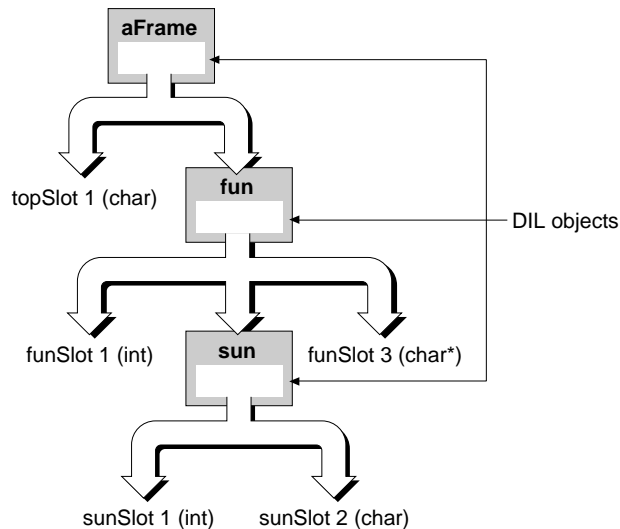 aFrame
topSlot 1 (char)
fun
DIL objects
funSlot 1 (int)
sun
funSlot 3 (char*)
sunSlot 1 (int)
sunSlot 2 (char)